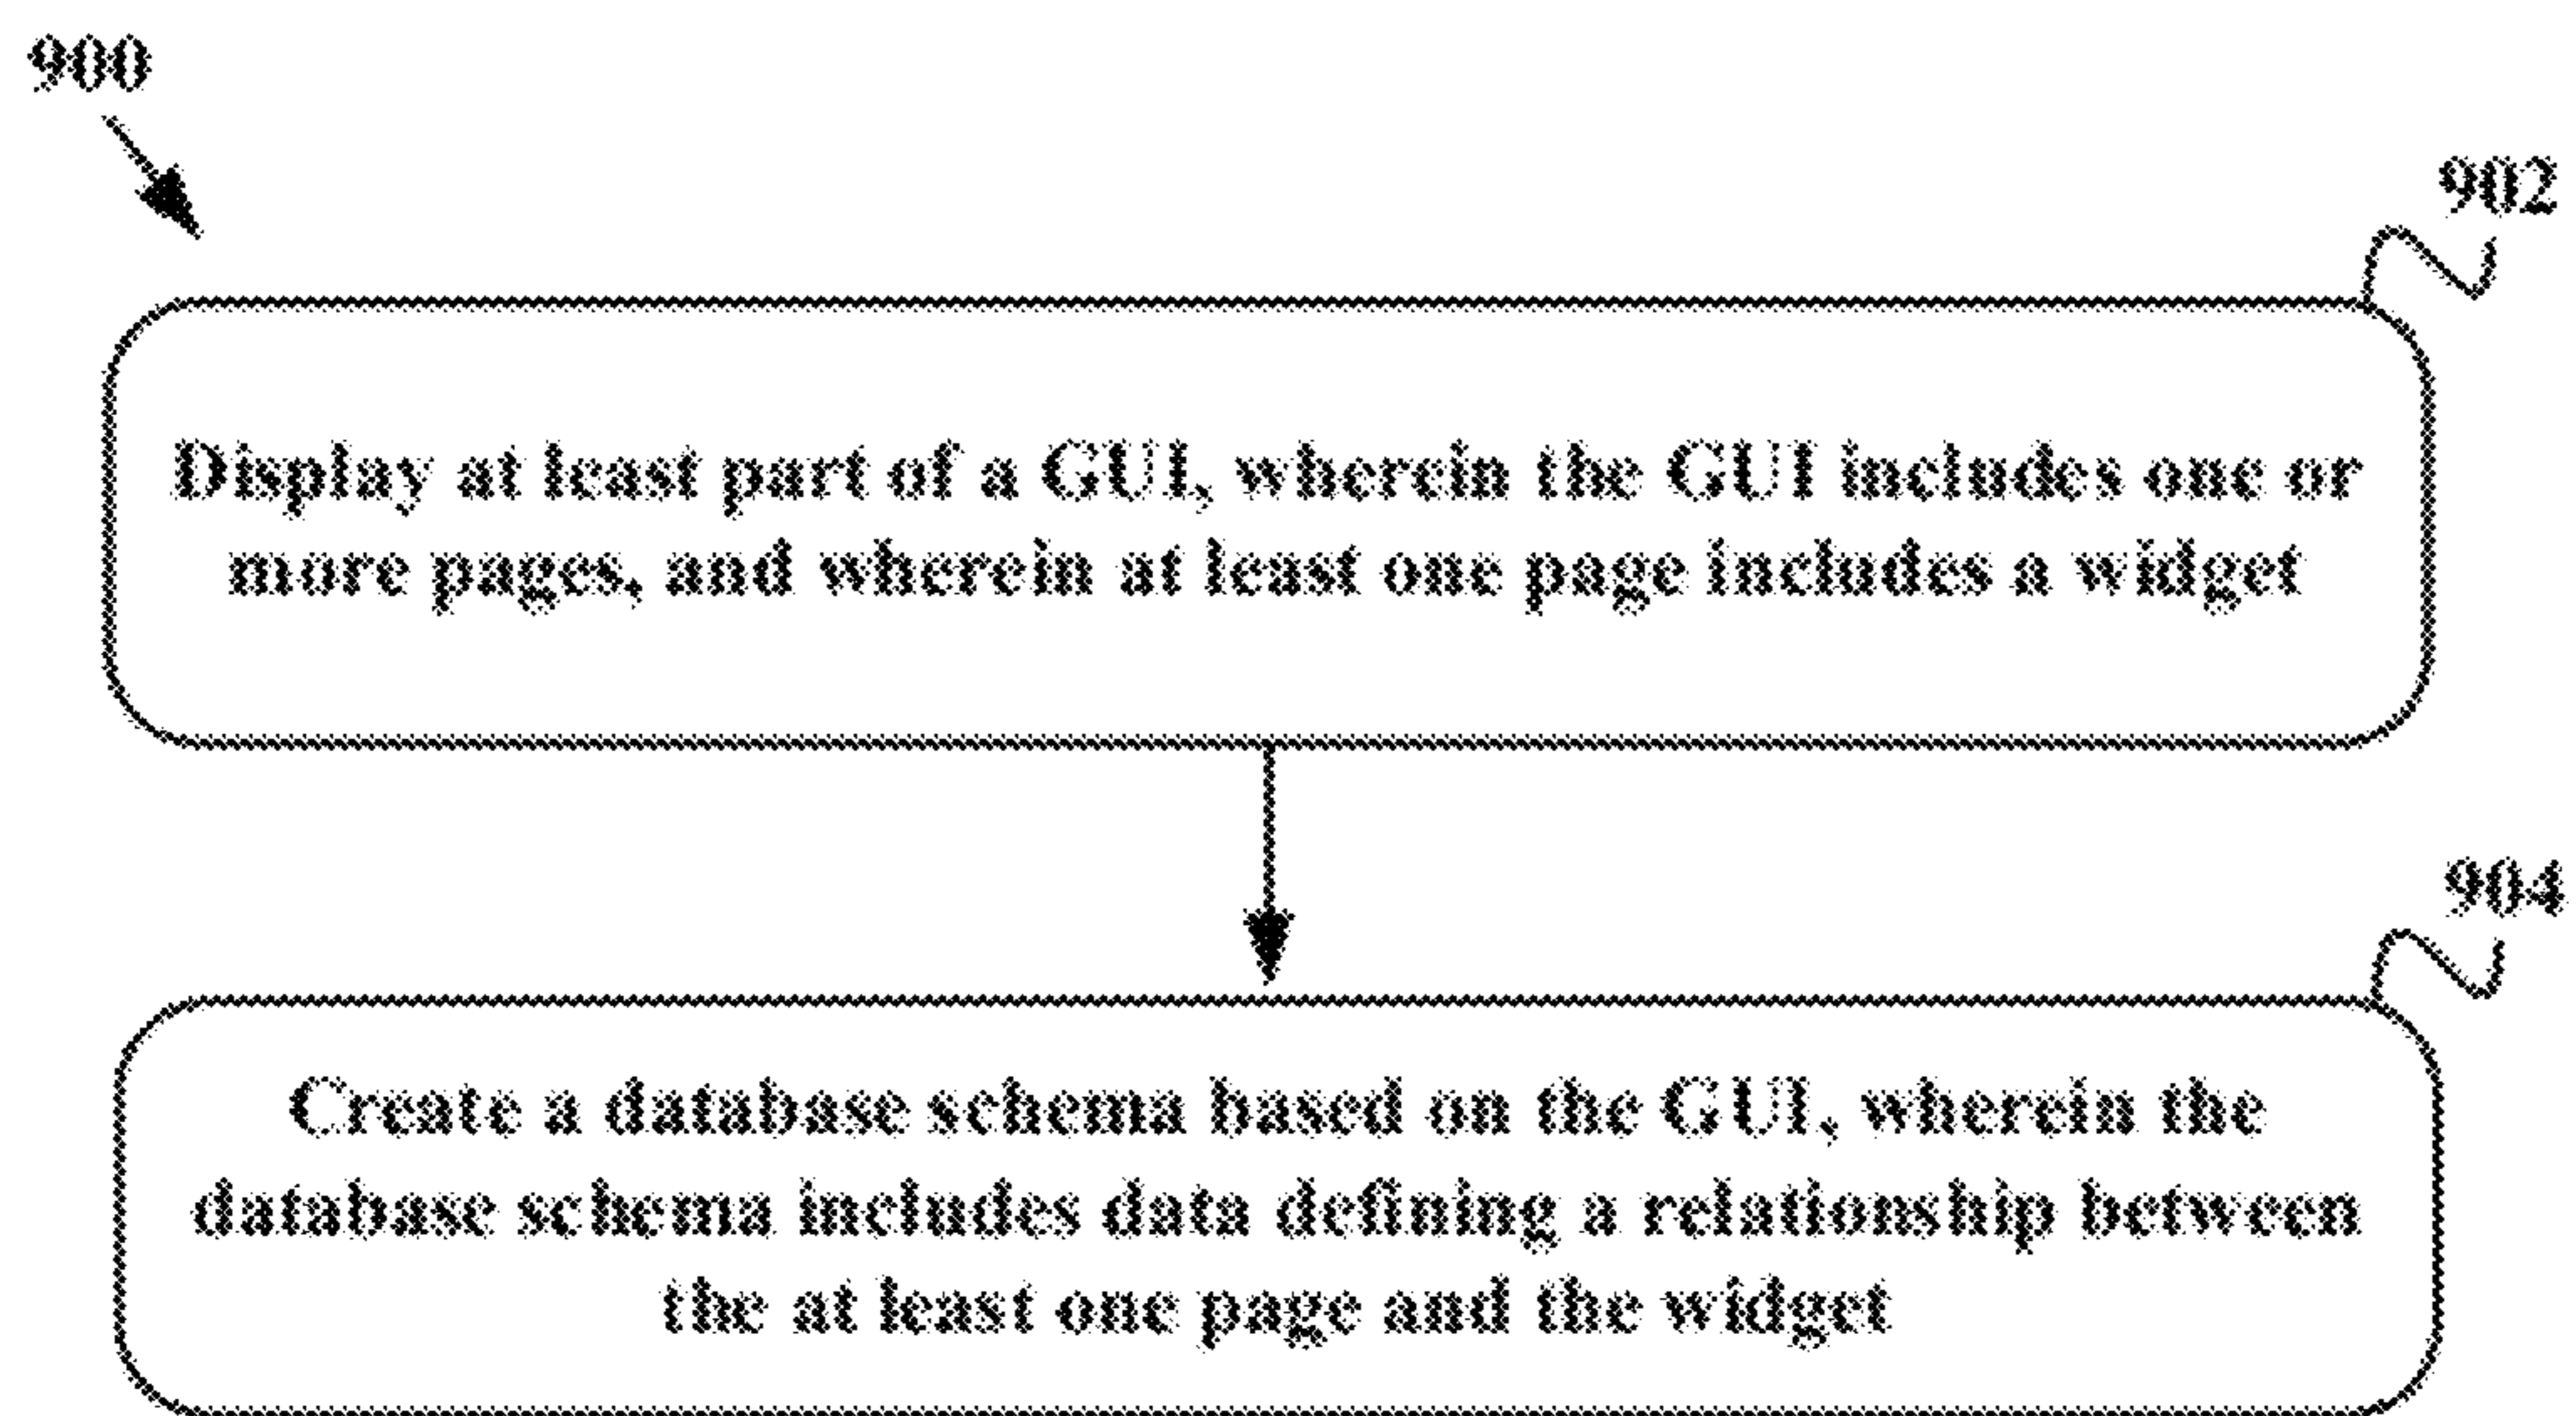 900
902
Display at least part of a GUI, wherein the GUI includes one or
more pages, and wherein at least one page includes a widget
904
Create a database schema based on the GUI, wherein the
database schema includes data defining a relationship between
the at least one page and the widget